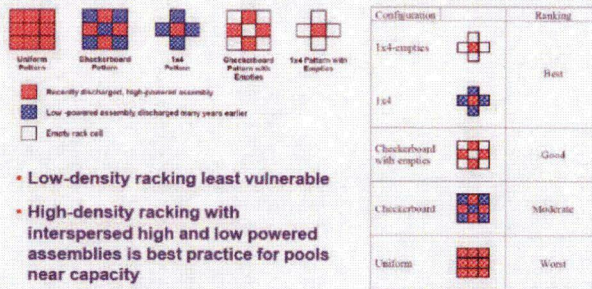 Uniform Pattern
Checkerboard Pattern
1x4 Pattern
Checkerboard Pattern with Empties
1x4 Pattern with Empties
Recently discharged, high-powered assembly
Low -powered assembly discharged many years earlier
Empty rack cell
• Low-density racking least vulnerable
• High-density racking with
interspersed high and low powered
assemblies is best practice for pools
near capacity
Configuration Ranking
1x4-empties
Best
1x4
Checkerboard
with empties
Good
Checkerboard Moderate
Uniform Worst